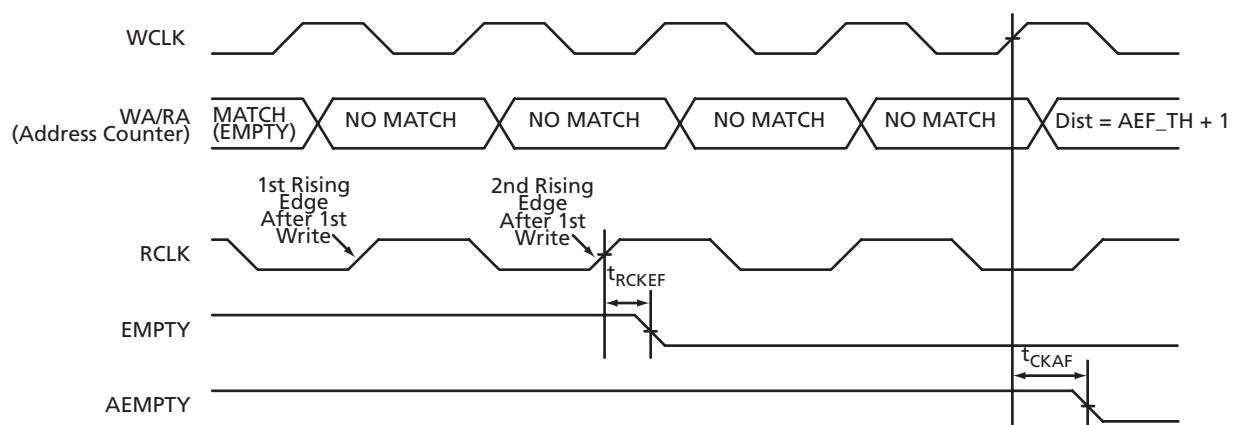 WCLK
WA/RA
(Address Counter)
MATCH
(EMPTY)
NO MATCH
NO MATCH
NO MATCH
NO MATCH
Dist = AEF_TH + 1
1st Rising
Edge
After 1st
Write
2nd Rising
Edge
After 1st
Write
RCLK
tRCKEF
EMPTY
tCKAF
AEMPTY